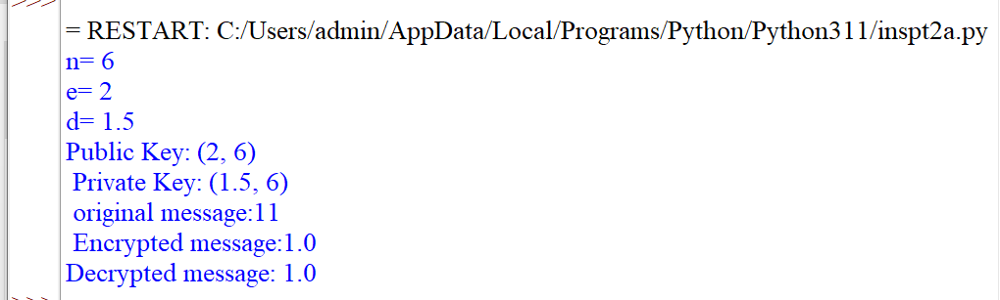 = RESTART: C:/Users/admin/AppData/Local/Programs/Python/Python311/inspt2a.py
n= 6
e= 2
d= 1.5
Public Key: (2, 6)
Private Key: (1.5, 6)
original message:11
Encrypted message:1.0
Decrypted message: 1.0